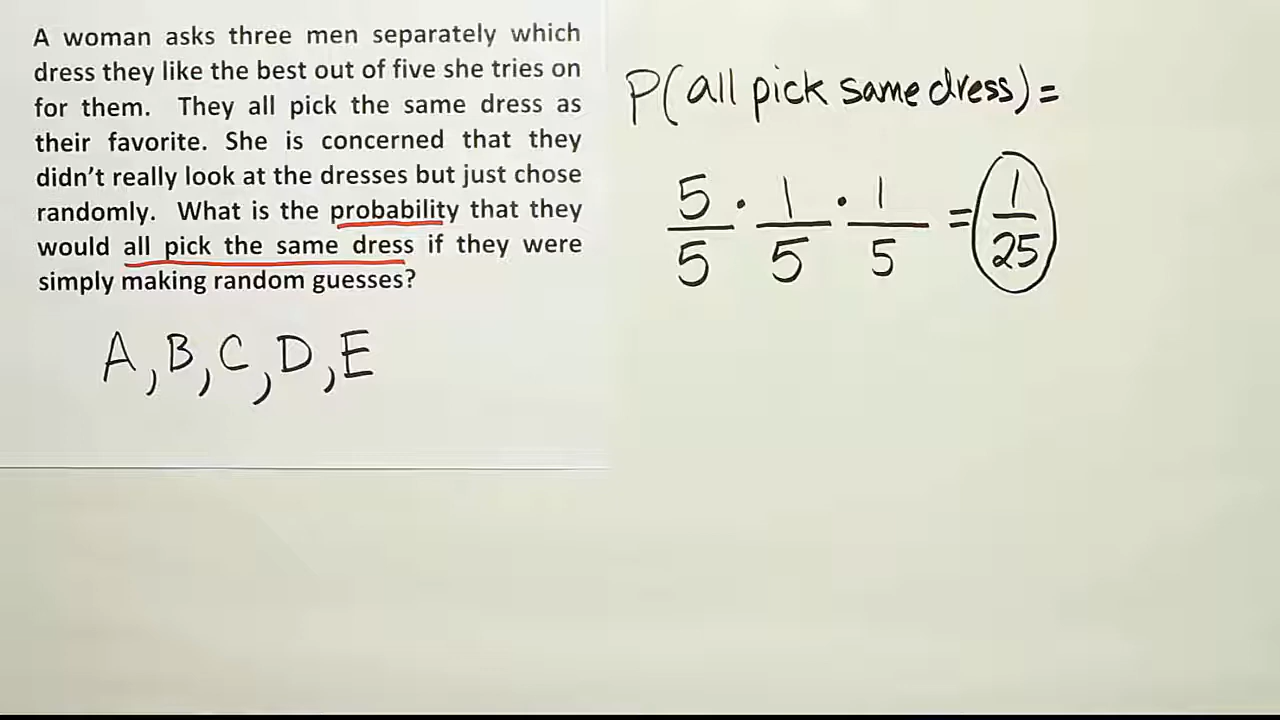 A woman asks three men separately which
dress they like the best out of five she tries on
for them. They all pick the same dress as
their favorite. She is concerned that they
didn't really look at the dresses but just chose
randomly. What is the probability that they
would all pick the same dress if they were
simply making random guesses?
A, B, C, D, E
P(all pick same dress) =
5/5 · 1/5 · 1/5 = 1/25